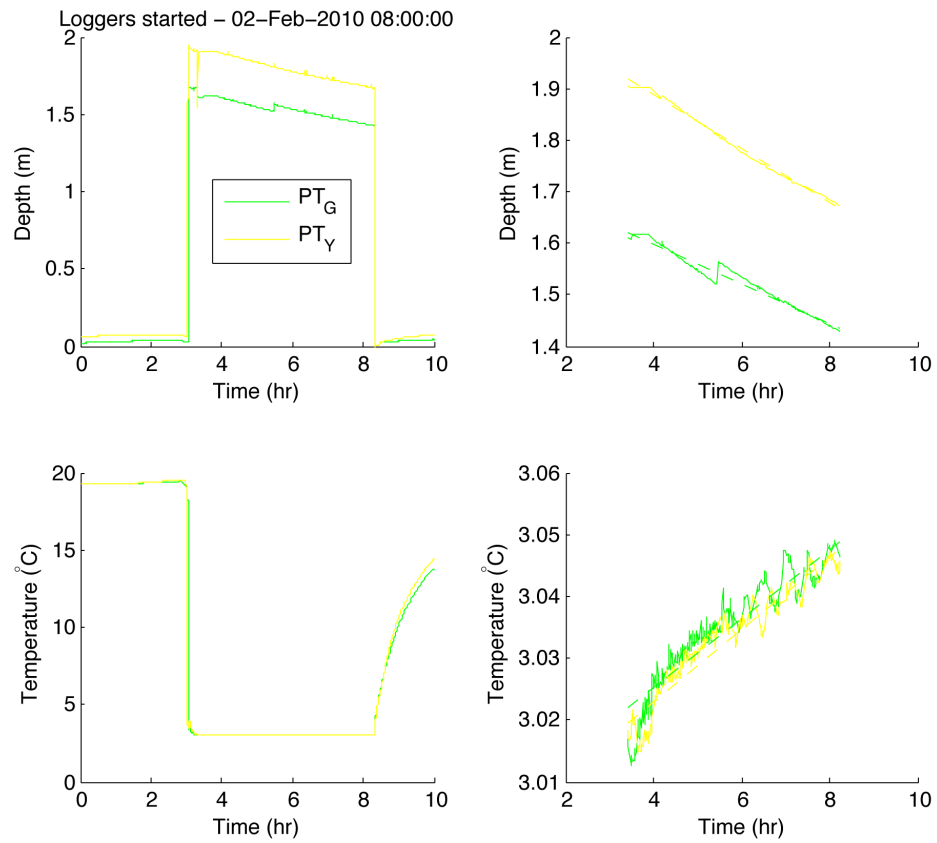 Loggers started − 02−Feb−2010 08:00:00
2
1.5
1
0.5
0
0 2 4 6 8 10
Depth (m)
Time (hr)
PT_G
PT_Y
2
1.9
1.8
1.7
1.6
1.5
1.4
2 4 6 8 10
Depth (m)
Time (hr)
20
15
10
5
0
0 2 4 6 8 10
Temperature (°C)
Time (hr)
3.06
3.05
3.04
3.03
3.02
3.01
2 4 6 8 10
Temperature (°C)
Time (hr)